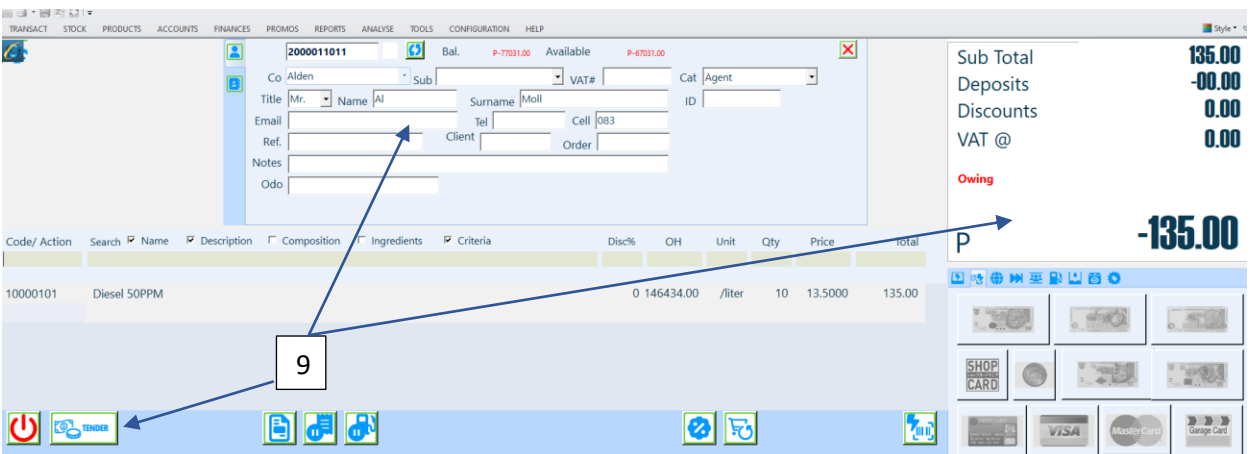 TRANSACT STOCK PRODUCTS ACCOUNTS FINANCES PROMOS REPORTS ANALYSE TOOLS CONFIGURATION HELP Style
2000011011 Bal. P-77031.00 Available P-67031.00
Co Alden Sub VAT# Cat Agent
Title Mr. Name Al Surname Moll ID
Email Tel Cell 083
Ref. Client Order
Notes
Odo
Sub Total 135.00
Deposits -00.00
Discounts 0.00
VAT @ 0.00
Owing
P -135.00
Code/ Action Search Name Description Composition Ingredients Criteria Disc% OH Unit Qty Price Total
10000101 Diesel 50PPM 0 146434.00 /liter 10 13.5000 135.00
9
TENDER
SHOP
CARD
VISA MasterCard Garage Card